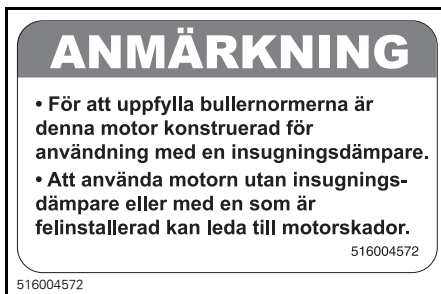 ANMÄRKNING
• För att uppfylla bullernormerna är
denna motor konstruerad för
användning med en insugningsdämpare.
• Att använda motorn utan insugnings-
dämpare eller med en som är
felinstallerad kan leda till motorskador.
516004572
516004572